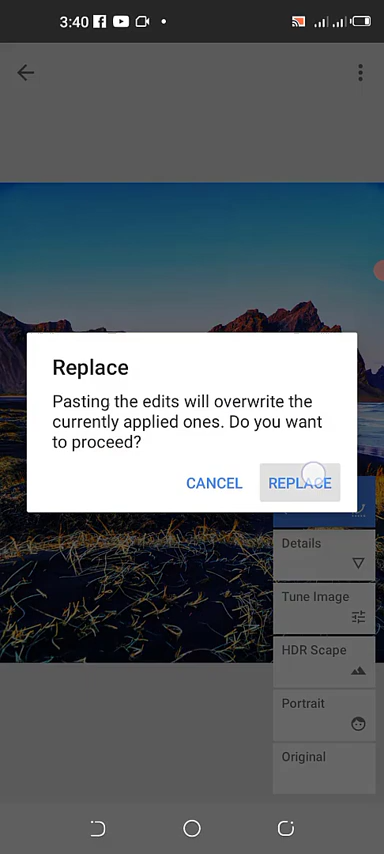 3:40
Replace
Pasting the edits will overwrite the
currently applied ones. Do you want
to proceed?
CANCEL
REPLACE
Details
Tune Image
HDR Scape
Portrait
Original